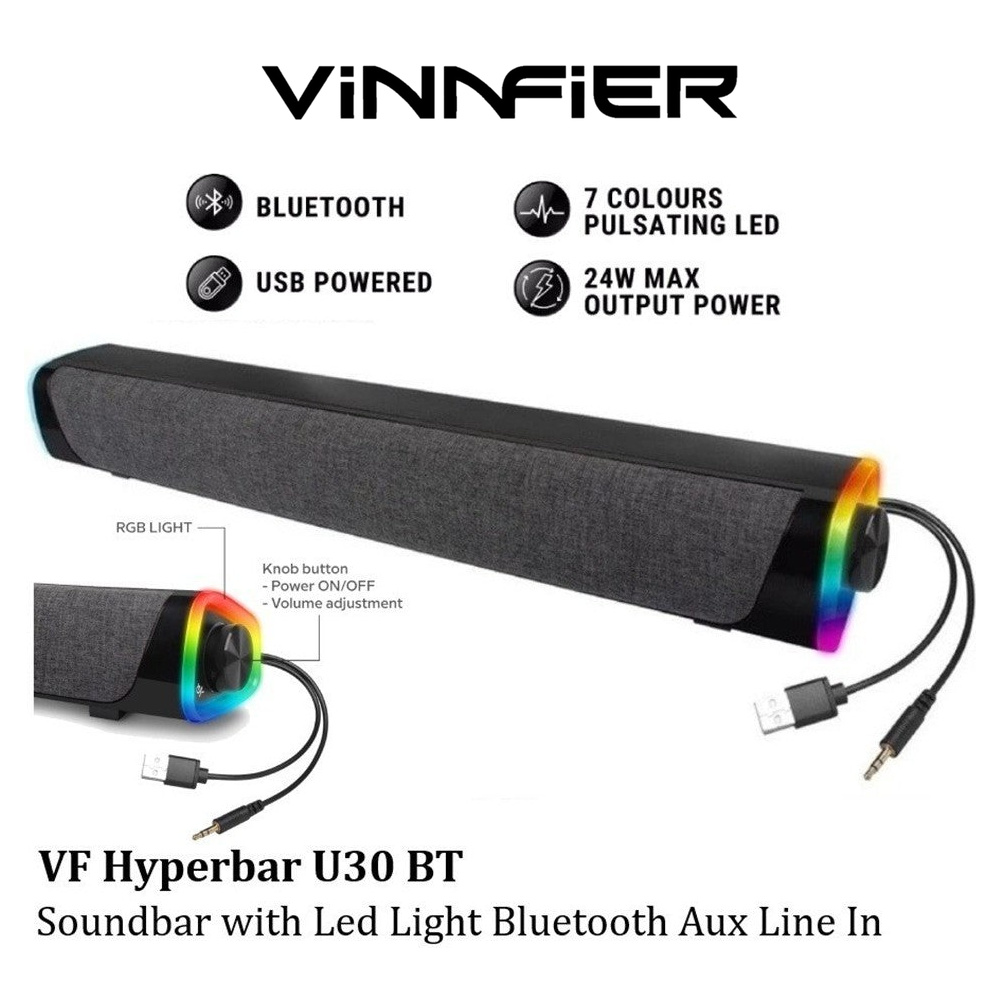 ViNNFiER
BLUETOOTH
7 COLOURS
PULSATING LED
USB POWERED
24W MAX
OUTPUT POWER
RGB LIGHT
Knob button
- Power ON/OFF
- Volume adjustment
VF Hyperbar U30 BT
Soundbar with Led Light Bluetooth Aux Line In